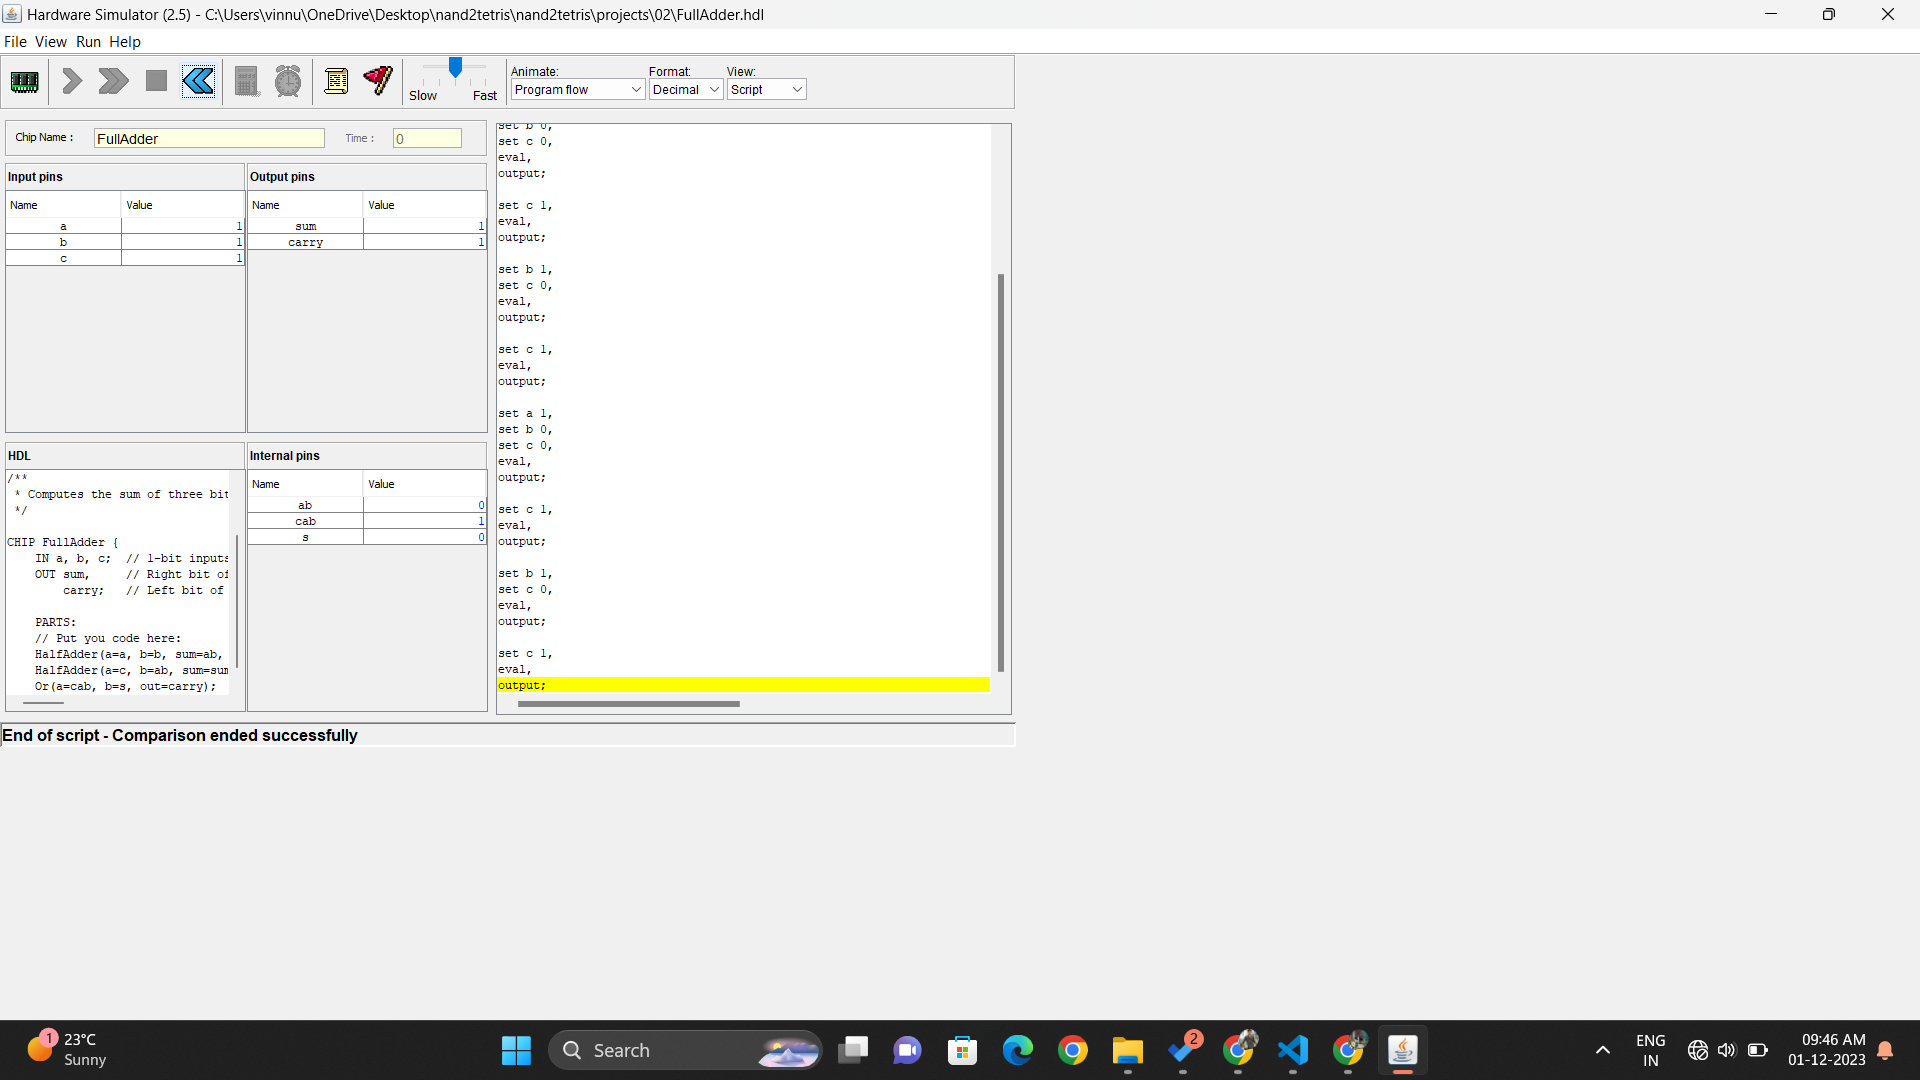 Hardware Simulator (2.5) - C:\Users\vinnu\OneDrive\Desktop\nand2tetris\nand2tetris\projects\02\FullAdder.hdl
File View Run Help
Slow Fast
Animate:
Program flow
Format:
Decimal
View:
Script
Chip Name :
FullAdder
Time :
0
Input pins
Name Value
a 1
b 1
c 1
Output pins
Name Value
sum 1
carry 1
HDL
/**
* Computes the sum of three bit
*/
CHIP FullAdder {
IN a, b, c; // 1-bit inputs
OUT sum, // Right bit of
carry; // Left bit of
PARTS:
// Put you code here:
HalfAdder(a=a, b=b, sum=ab,
HalfAdder(a=c, b=ab, sum=sum
Or(a=cab, b=s, out=carry);
Internal pins
Name Value
ab 0
cab 1
s 0
set b 0,
set c 0,
eval,
output;
set c 1,
eval,
output;
set b 1,
set c 0,
eval,
output;
set c 1,
eval,
output;
set a 1,
set b 0,
set c 0,
eval,
output;
set c 1,
eval,
output;
set b 1,
set c 0,
eval,
output;
set c 1,
eval,
output;
End of script - Comparison ended successfully
1
23°C
Sunny
Search
2
ENG
IN
09:46 AM
01-12-2023